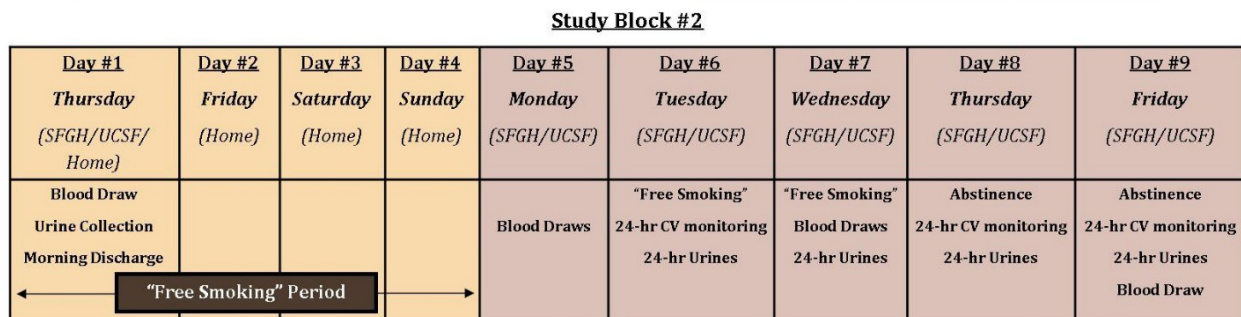 Study Block #2
Day #1
Thursday
(SFGH/UCSF/
Home)
Day #2
Friday
(Home)
Day #3
Saturday
(Home)
Day #4
Sunday
(Home)
Day #5
Monday
(SFGH/UCSF)
Day #6
Tuesday
(SFGH/UCSF)
Day #7
Wednesday
(SFGH/UCSF)
Day #8
Thursday
(SFGH/UCSF)
Day #9
Friday
(SFGH/UCSF)
Blood Draw
Urine Collection
Morning Discharge
"Free Smoking" Period
Blood Draws
"Free Smoking"
24-hr CV monitoring
24-hr Urines
"Free Smoking"
Blood Draws
24-hr Urines
Abstinence
24-hr CV monitoring
24-hr Urines
Abstinence
24-hr CV monitoring
24-hr Urines
Blood Draw